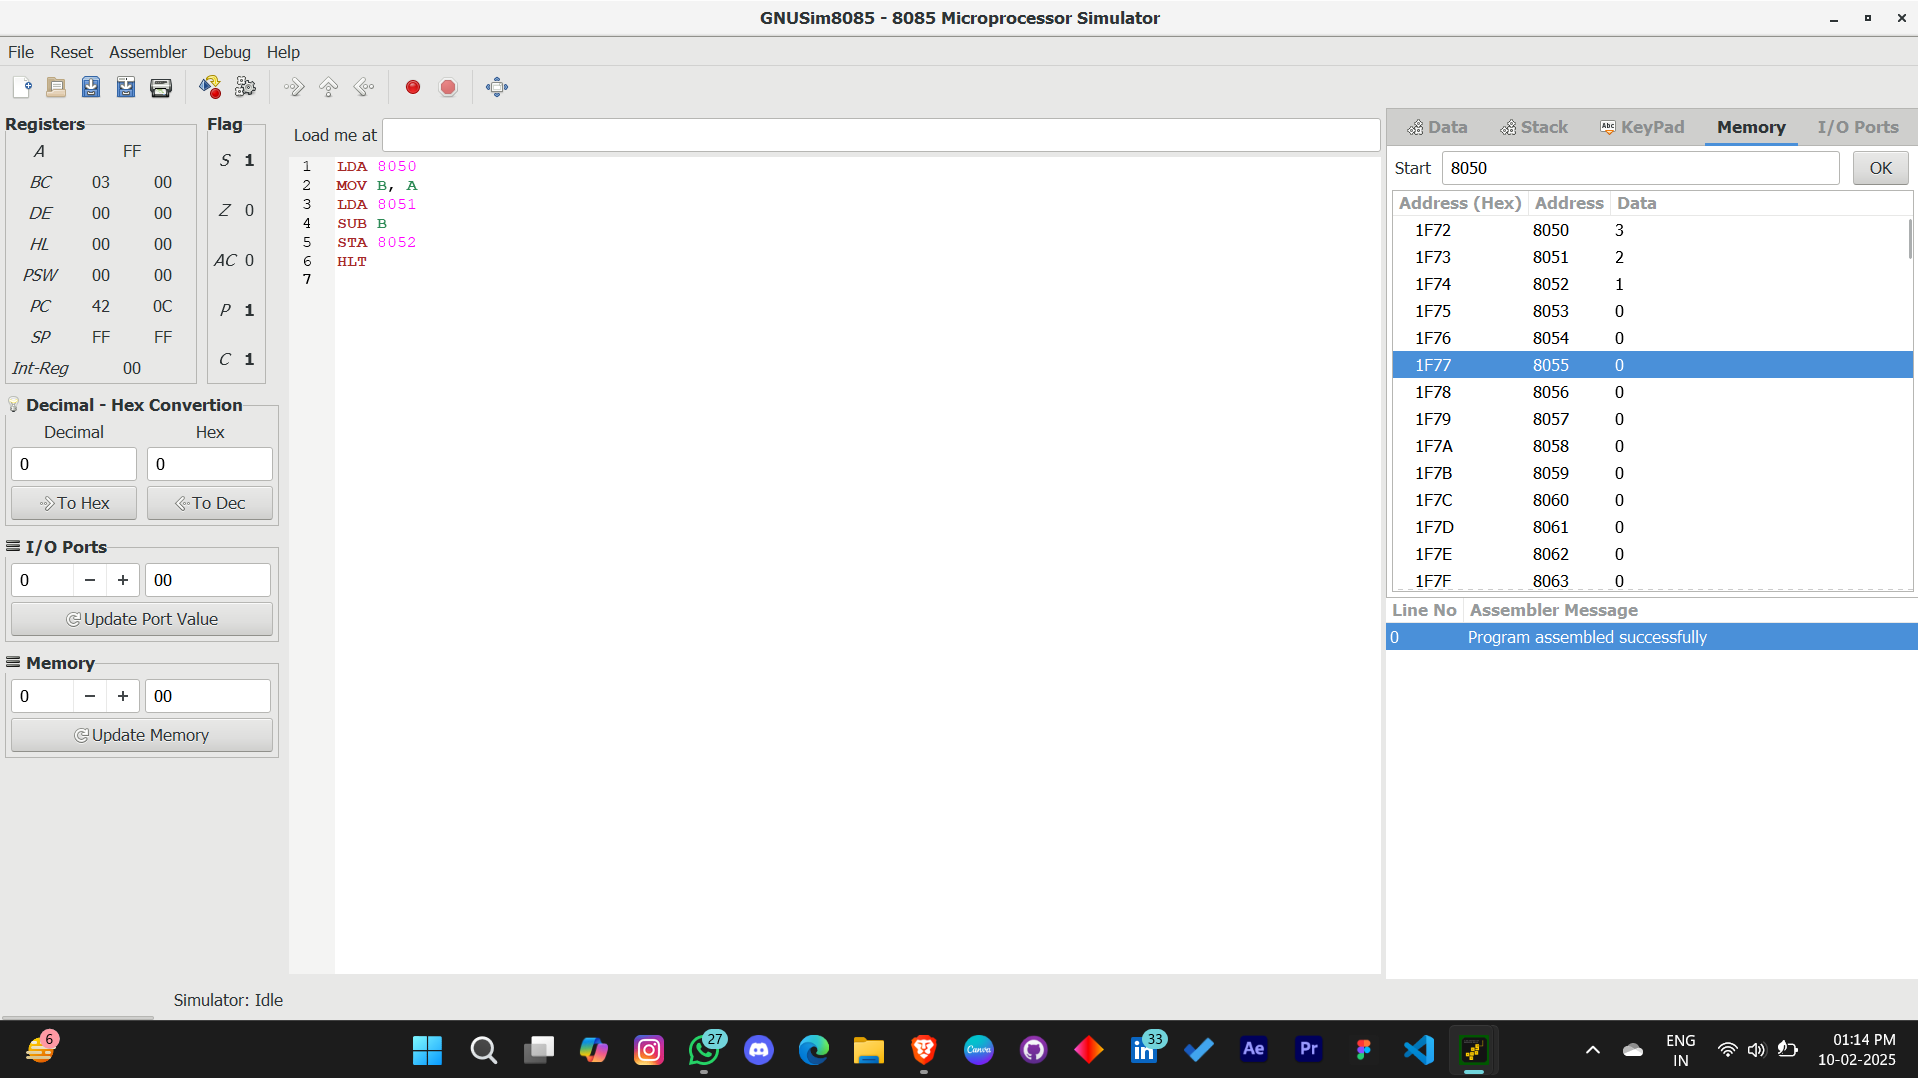 GNUSim8085 - 8085 Microprocessor Simulator
File Reset Assembler Debug Help
Registers
A FF
BC 03 00
DE 00 00
HL 00 00
PSW 00 00
PC 42 0C
SP FF FF
Int-Reg 00
Flag
S 1
Z 0
AC 0
P 1
C 1
Decimal - Hex Convertion
Decimal Hex
0 0
To Hex To Dec
I/O Ports
0 − + 00
Update Port Value
Memory
0 − + 00
Update Memory
Load me at
1 LDA 8050
2 MOV B, A
3 LDA 8051
4 SUB B
5 STA 8052
6 HLT
7
Data Stack Abc KeyPad Memory I/O Ports
Start 8050 OK
Address (Hex) Address Data
1F72 8050 3
1F73 8051 2
1F74 8052 1
1F75 8053 0
1F76 8054 0
1F77 8055 0
1F78 8056 0
1F79 8057 0
1F7A 8058 0
1F7B 8059 0
1F7C 8060 0
1F7D 8061 0
1F7E 8062 0
1F7F 8063 0
Line No Assembler Message
0 Program assembled successfully
Simulator: Idle
6
27
Canva
in 33
Ae
Pr
ENG
IN
01:14 PM
10-02-2025